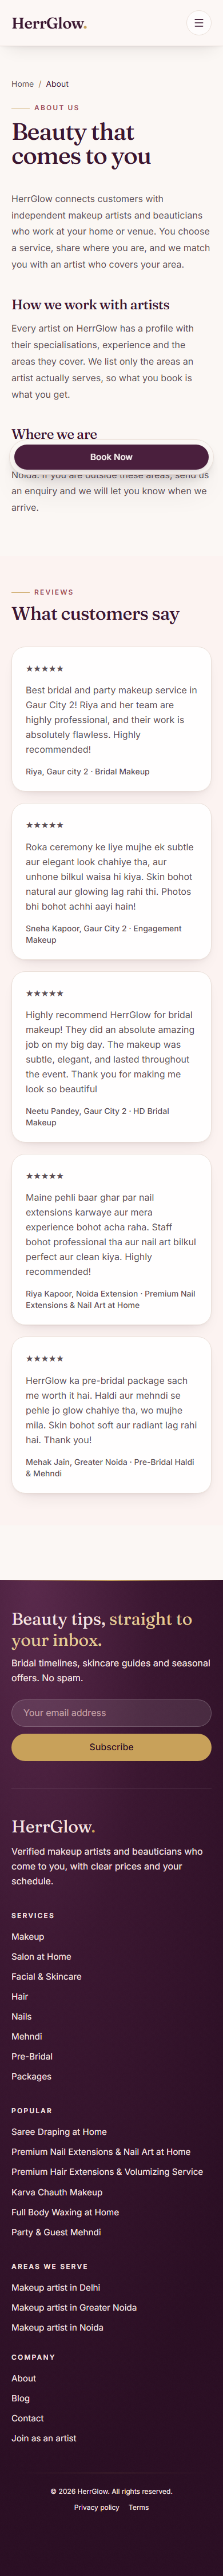 HerrGlow.
Home / About
ABOUT US
Beauty that
comes to you
HerrGlow connects customers with
independent makeup artists and beauticians
who work at your home or venue. You choose
a service, share where you are, and we match
you with an artist who covers your area.
How we work with artists
Every artist on HerrGlow has a profile with
their specialisations, experience and the
areas they cover. We list only the areas an
artist actually serves, so what you book is
what you get.
Where we are
Book Now
Noida. If you are outside these areas, send us
an enquiry and we will let you know when we
arrive.
REVIEWS
What customers say
★★★★★
Best bridal and party makeup service in
Gaur City 2! Riya and her team are
highly professional, and their work is
absolutely flawless. Highly
recommended!
Riya, Gaur city 2 · Bridal Makeup
★★★★★
Roka ceremony ke liye mujhe ek subtle
aur elegant look chahiye tha, aur
unhone bilkul waisa hi kiya. Skin bohot
natural aur glowing lag rahi thi. Photos
bhi bohot achhi aayi hain!
Sneha Kapoor, Gaur City 2 · Engagement
Makeup
★★★★★
Highly recommend HerrGlow for bridal
makeup! They did an absolute amazing
job on my big day. The makeup was
subtle, elegant, and lasted throughout
the event. Thank you for making me
look so beautiful
Neetu Pandey, Gaur City 2 · HD Bridal
Makeup
★★★★★
Maine pehli baar ghar par nail
extensions karwaye aur mera
experience bohot acha raha. Staff
bohot professional tha aur nail art bilkul
perfect aur clean kiya. Highly
recommended!
Riya Kapoor, Noida Extension · Premium Nail
Extensions & Nail Art at Home
★★★★★
HerrGlow ka pre-bridal package sach
me worth it hai. Haldi aur mehndi se
pehle jo glow chahiye tha, wo mujhe
mila. Skin bohot soft aur radiant lag rahi
hai. Thank you!
Mehak Jain, Greater Noida · Pre-Bridal Haldi
& Mehndi
Beauty tips, straight to
your inbox.
Bridal timelines, skincare guides and seasonal
offers. No spam.
Your email address
Subscribe
HerrGlow.
Verified makeup artists and beauticians who
come to you, with clear prices and your
schedule.
SERVICES
Makeup
Salon at Home
Facial & Skincare
Hair
Nails
Mehndi
Pre-Bridal
Packages
POPULAR
Saree Draping at Home
Premium Nail Extensions & Nail Art at Home
Premium Hair Extensions & Volumizing Service
Karva Chauth Makeup
Full Body Waxing at Home
Party & Guest Mehndi
AREAS WE SERVE
Makeup artist in Delhi
Makeup artist in Greater Noida
Makeup artist in Noida
COMPANY
About
Blog
Contact
Join as an artist
© 2026 HerrGlow. All rights reserved.
Privacy policy Terms